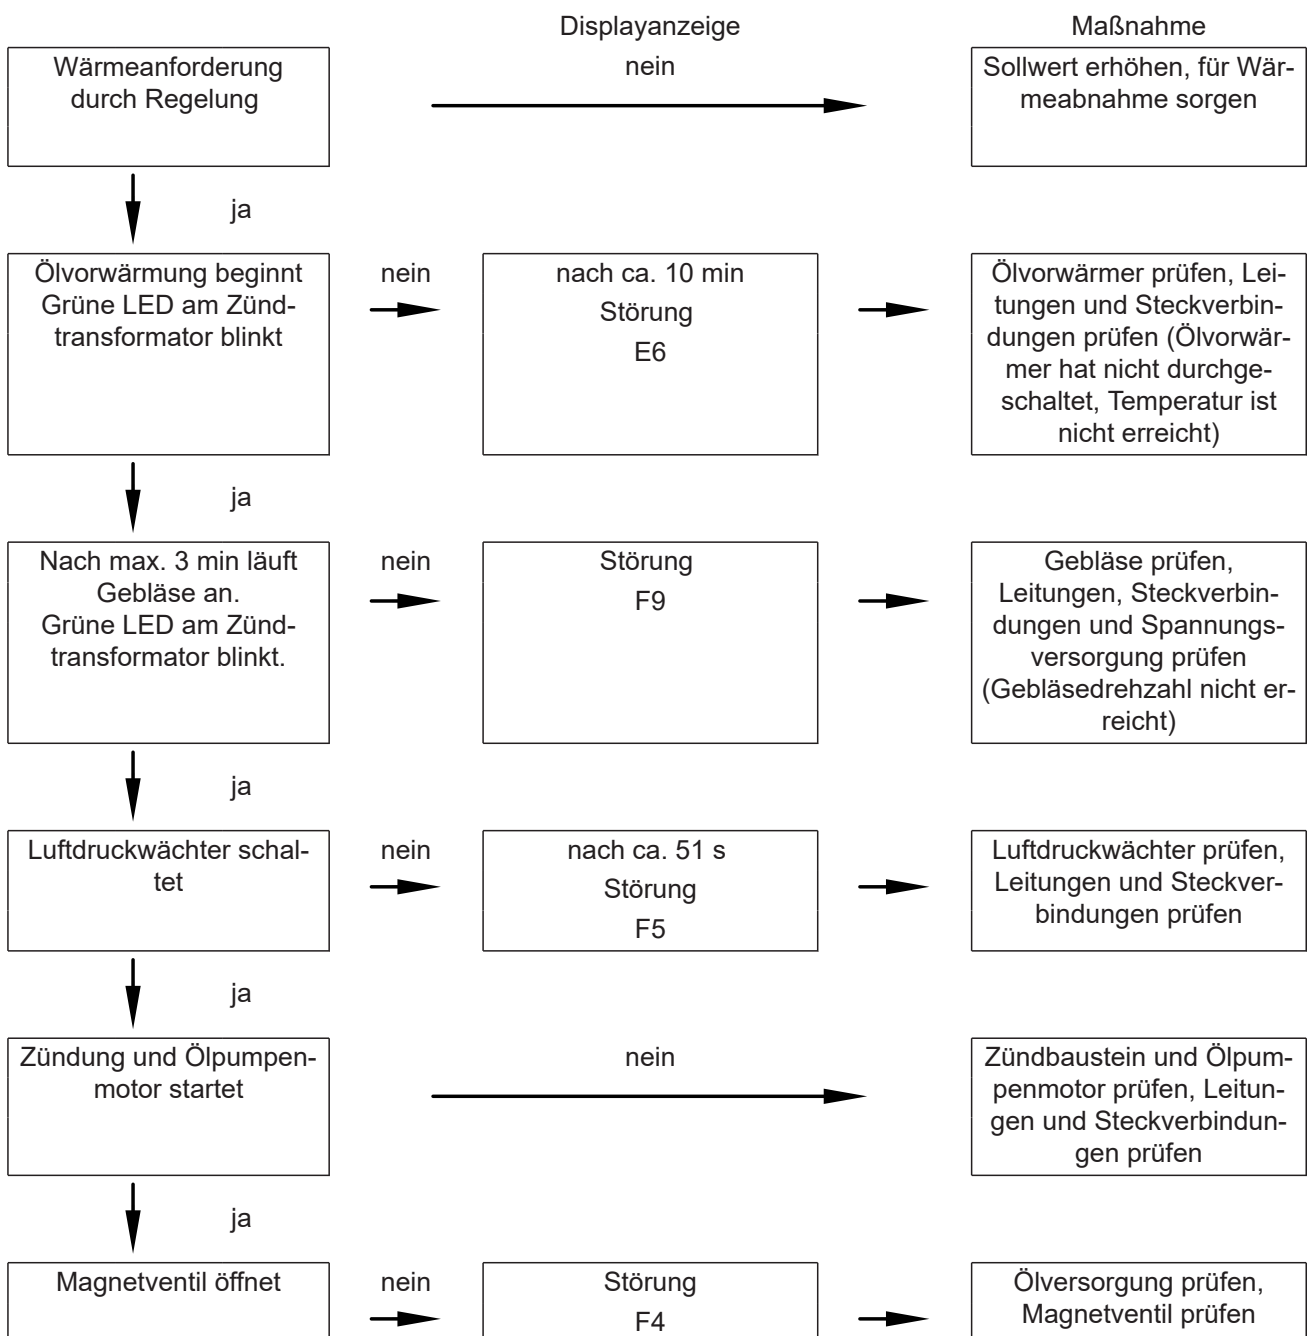 Displayanzeige
Maßnahme
Wärmeanforderung
durch Regelung
nein
Sollwert erhöhen, für Wär-
meabnahme sorgen
ja
Ölvorwärmung beginnt
Grüne LED am Zünd-
transformator blinkt
nein
nach ca. 10 min
Störung
E6
Ölvorwärmer prüfen, Lei-
tungen und Steckverbin-
dungen prüfen (Ölvorwär-
mer hat nicht durchge-
schaltet, Temperatur ist
nicht erreicht)
ja
Nach max. 3 min läuft
Gebläse an.
Grüne LED am Zünd-
transformator blinkt.
nein
Störung
F9
Gebläse prüfen,
Leitungen, Steckverbin-
dungen und Spannungs-
versorgung prüfen
(Gebläsedrehzahl nicht er-
reicht)
ja
Luftdruckwächter schal-
tet
nein
nach ca. 51 s
Störung
F5
Luftdruckwächter prüfen,
Leitungen und Steckver-
bindungen prüfen
ja
Zündung und Ölpumpen-
motor startet
nein
Zündbaustein und Ölpum-
penmotor prüfen, Leitun-
gen und Steckverbindun-
gen prüfen
ja
Magnetventil öffnet
nein
Störung
F4
Ölversorgung prüfen,
Magnetventil prüfen